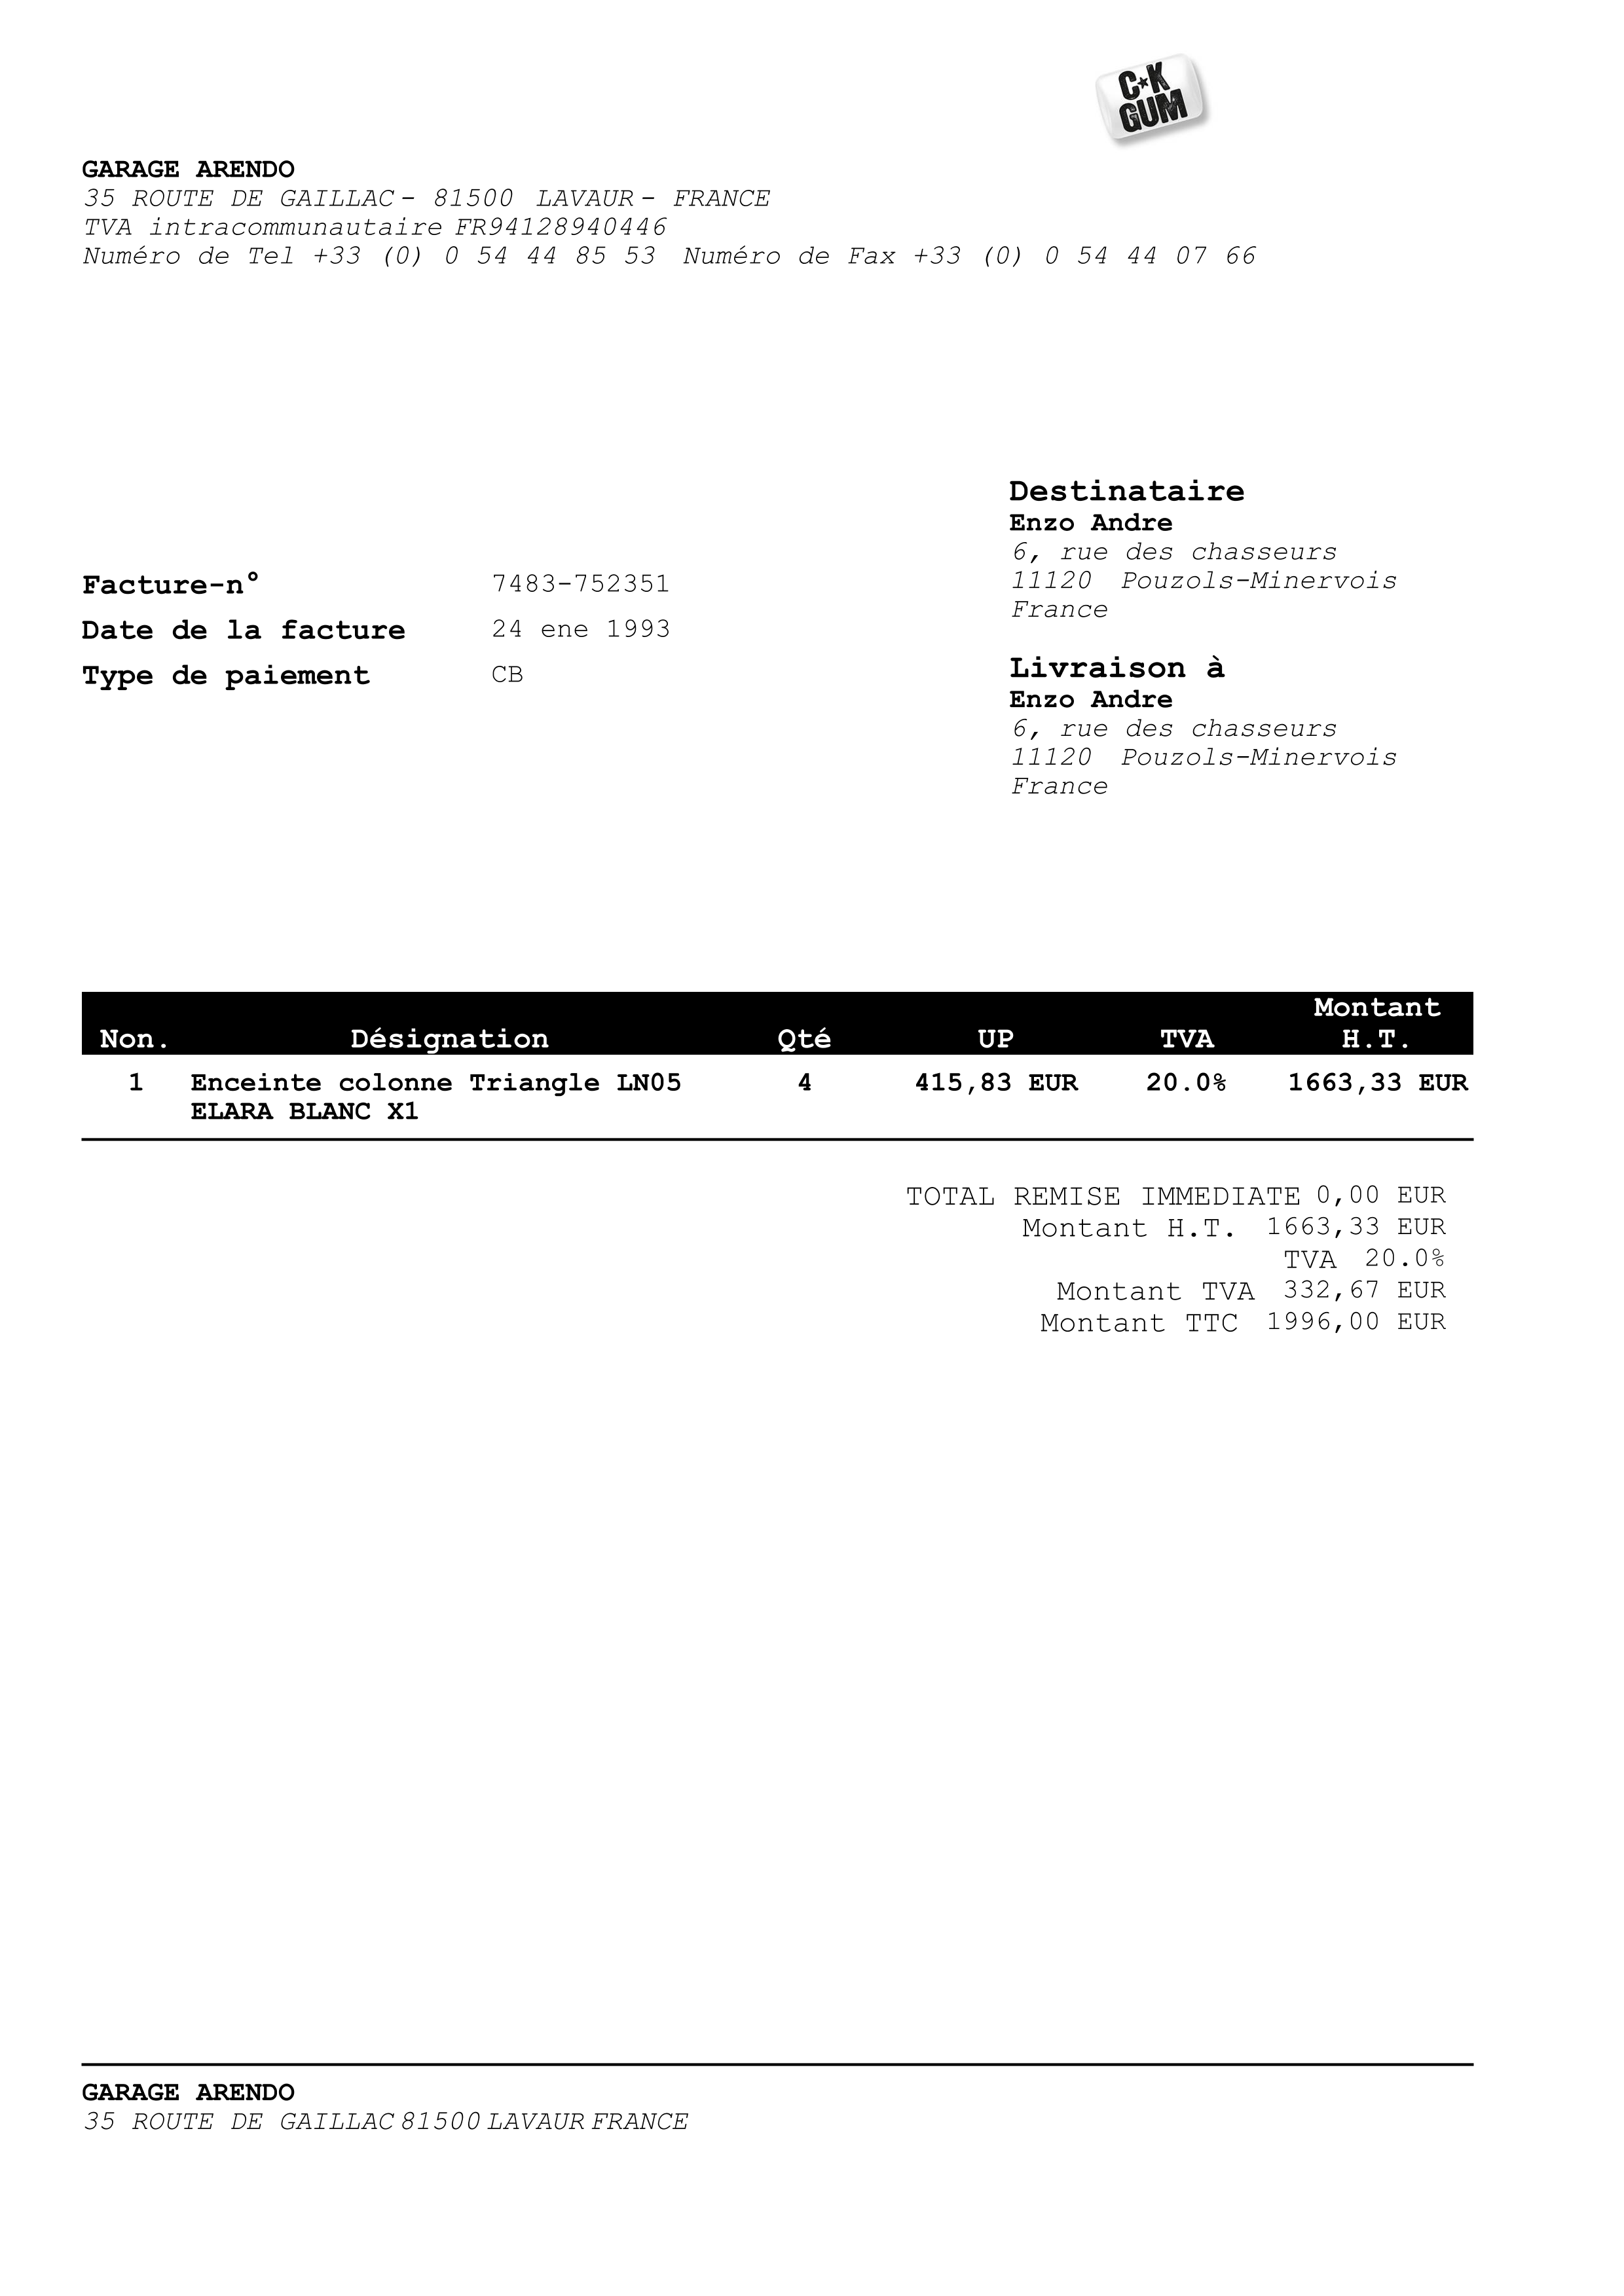 C★K
GUM
GARAGE ARENDO
35 ROUTE DE GAILLAC - 81500 LAVAUR - FRANCE
TVA intracommunautaire FR94128940446
Numéro de Tel +33 (0) 0 54 44 85 53 Numéro de Fax +33 (0) 0 54 44 07 66
Destinataire
Enzo Andre
6, rue des chasseurs
11120 Pouzols-Minervois
France
Facture-n° 7483-752351
Date de la facture 24 ene 1993
Type de paiement CB
Livraison à
Enzo Andre
6, rue des chasseurs
11120 Pouzols-Minervois
France
Non. Désignation Qté UP TVA Montant H.T.
1 Enceinte colonne Triangle LN05 4 415,83 EUR 20.0% 1663,33 EUR
ELARA BLANC X1
TOTAL REMISE IMMEDIATE 0,00 EUR
Montant H.T. 1663,33 EUR
TVA 20.0%
Montant TVA 332,67 EUR
Montant TTC 1996,00 EUR
GARAGE ARENDO
35 ROUTE DE GAILLAC 81500 LAVAUR FRANCE